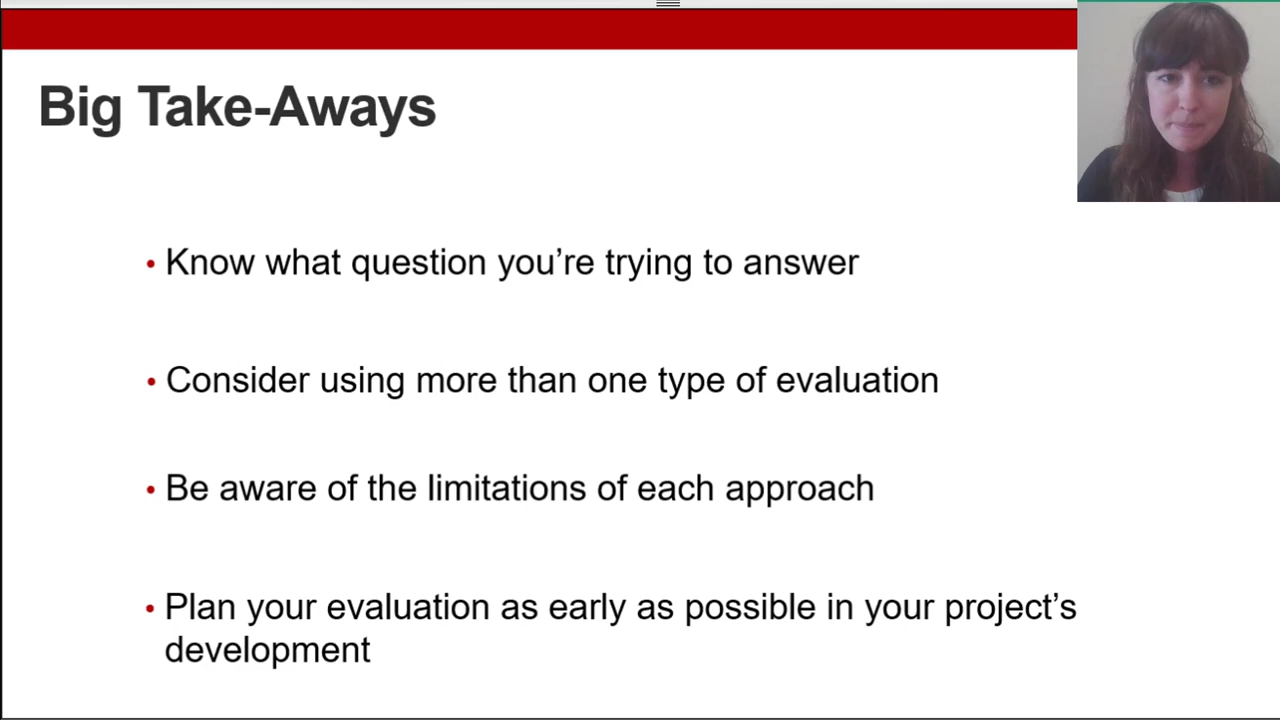 Big Take-Aways
• Know what question you’re trying to answer
• Consider using more than one type of evaluation
• Be aware of the limitations of each approach
• Plan your evaluation as early as possible in your project’s
development